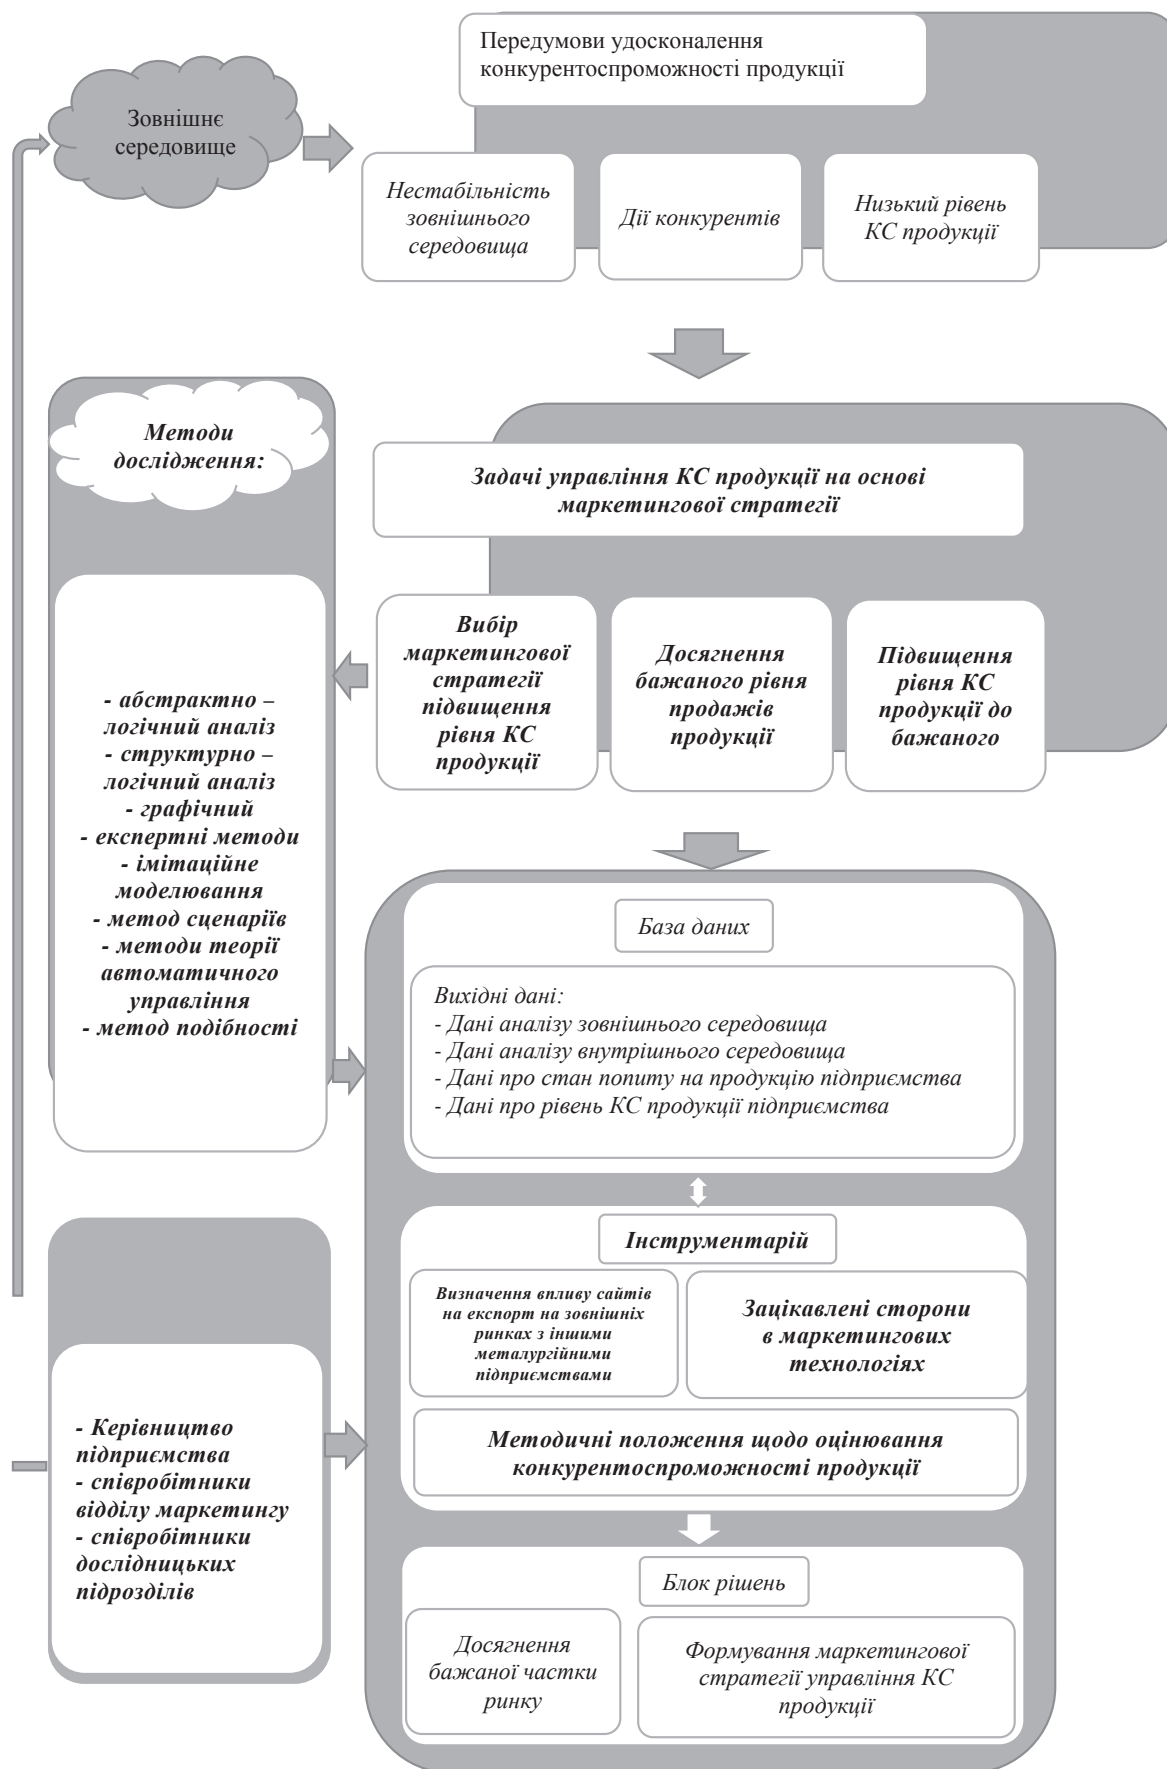 Передумови удосконалення
конкурентоспроможності продукції
Зовнішнє
середовище
Нестабільність
зовнішнього
середовища
Дії конкурентів
Низький рівень
КС продукції
Методи
дослідження:
- абстрактно –
логічний аналіз
- структурно –
логічний аналіз
- графічний
- експертні методи
- імітаційне
моделювання
- метод сценаріїв
- методи теорії
автоматичного
управління
- метод подібності
Задачі управління КС продукції на основі
маркетингової стратегії
Вибір
маркетингової
стратегії
підвищення
рівня КС
продукції
Досягнення
бажаного рівня
продажів
продукції
Підвищення
рівня КС
продукції до
бажаного
База даних
Вихідні дані:
- Дані аналізу зовнішнього середовища
- Дані аналізу внутрішнього середовища
- Дані про стан попиту на продукцію підприємства
- Дані про рівень КС продукції підприємства
Інструментарій
Визначення впливу сайтів
на експорт на зовнішніх
ринках з іншими
металургійними
підприємствами
Зацікавлені сторони
в маркетингових
технологіях
Методичні положення щодо оцінювання
конкурентоспроможності продукції
- Керівництво
підприємства
- співробітники
відділу маркетингу
- співробітники
дослідницьких
підрозділів
Блок рішень
Досягнення
бажаної частки
ринку
Формування маркетингової
стратегії управління КС
продукції